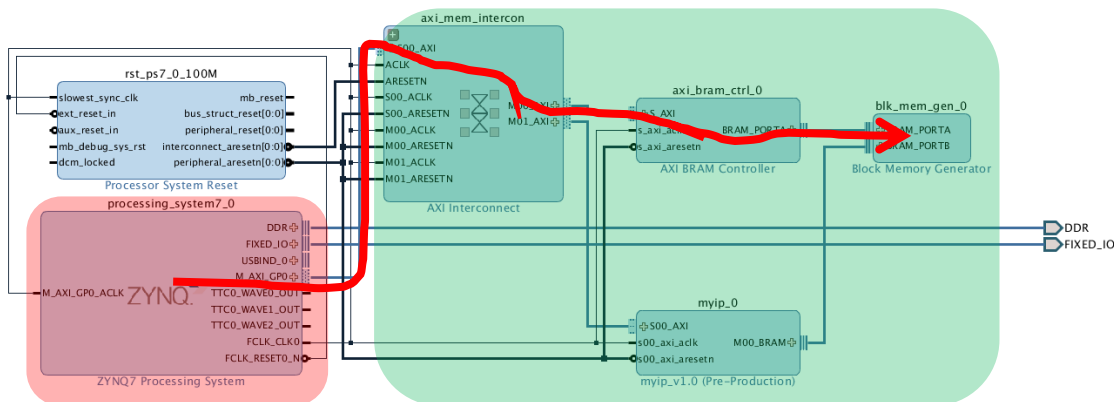 axi_mem_intercon
S00_AXI
ACLK
ARESETN
S00_ACLK
S00_ARESETN
M00_ACLK
M00_ARESETN
M01_ACLK
M01_ARESETN
M01_AXI
AXI Interconnect
rst_ps7_0_100M
slowest_sync_clk
ext_reset_in
aux_reset_in
mb_debug_sys_rst
dcm_locked
mb_reset
bus_struct_reset[0:0]
peripheral_reset[0:0]
interconnect_aresetn[0:0]
peripheral_aresetn[0:0]
Processor System Reset
axi_bram_ctrl_0
S_AXI
s_axi_aclk
s_axi_aresetn
BRAM_PORTA
AXI BRAM Controller
blk_mem_gen_0
BRAM_PORTA
BRAM_PORTB
Block Memory Generator
processing_system7_0
M_AXI_GP0_ACLK
ZYNQ
DDR
FIXED_IO
USBIND_0
M_AXI_GP0
TTC0_WAVE0_OUT
TTC0_WAVE1_OUT
TTC0_WAVE2_OUT
FCLK_CLK0
FCLK_RESET0_N
ZYNQ7 Processing System
DDR
FIXED_IO
myip_0
S00_AXI
s00_axi_aclk
s00_axi_aresetn
M00_BRAM
myip_v1.0 (Pre-Production)